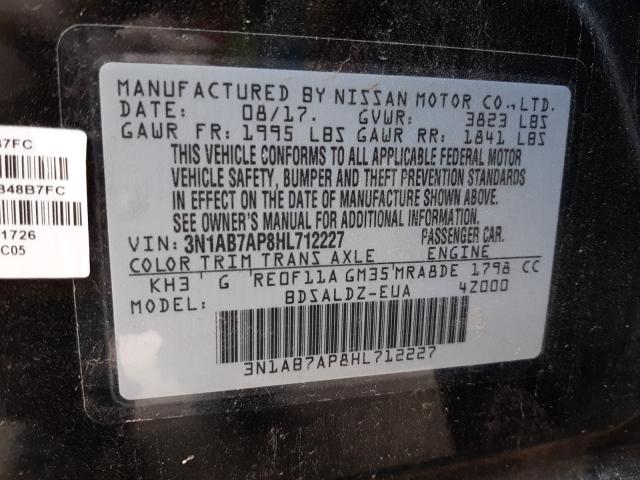 MANUFACTURED BY NISSAN MOTOR CO.,LTD.
DATE: 08/17. GVWR: 3823 LBS
GAWR FR: 1995 LBS GAWR RR: 1841 LBS
THIS VEHICLE CONFORMS TO ALL APPLICABLE FEDERAL MOTOR
VEHICLE SAFETY, BUMPER AND THEFT PREVENTION STANDARDS
IN EFFECT ON THE DATE OF MANUFACTURE SHOWN ABOVE.
SEE OWNER'S MANUAL FOR ADDITIONAL INFORMATION.
VIN: 3N1AB7AP8HL712227 PASSENGER CAR.
COLOR TRIM TRANS AXLE ENGINE
KH3 G RE0F11A GM35 MRA8DE 1798 CC
MODEL: BDSALDZ-EUA 4Z000
3N1AB7AP8HL712227
37FC
348B7FC
1726
C05